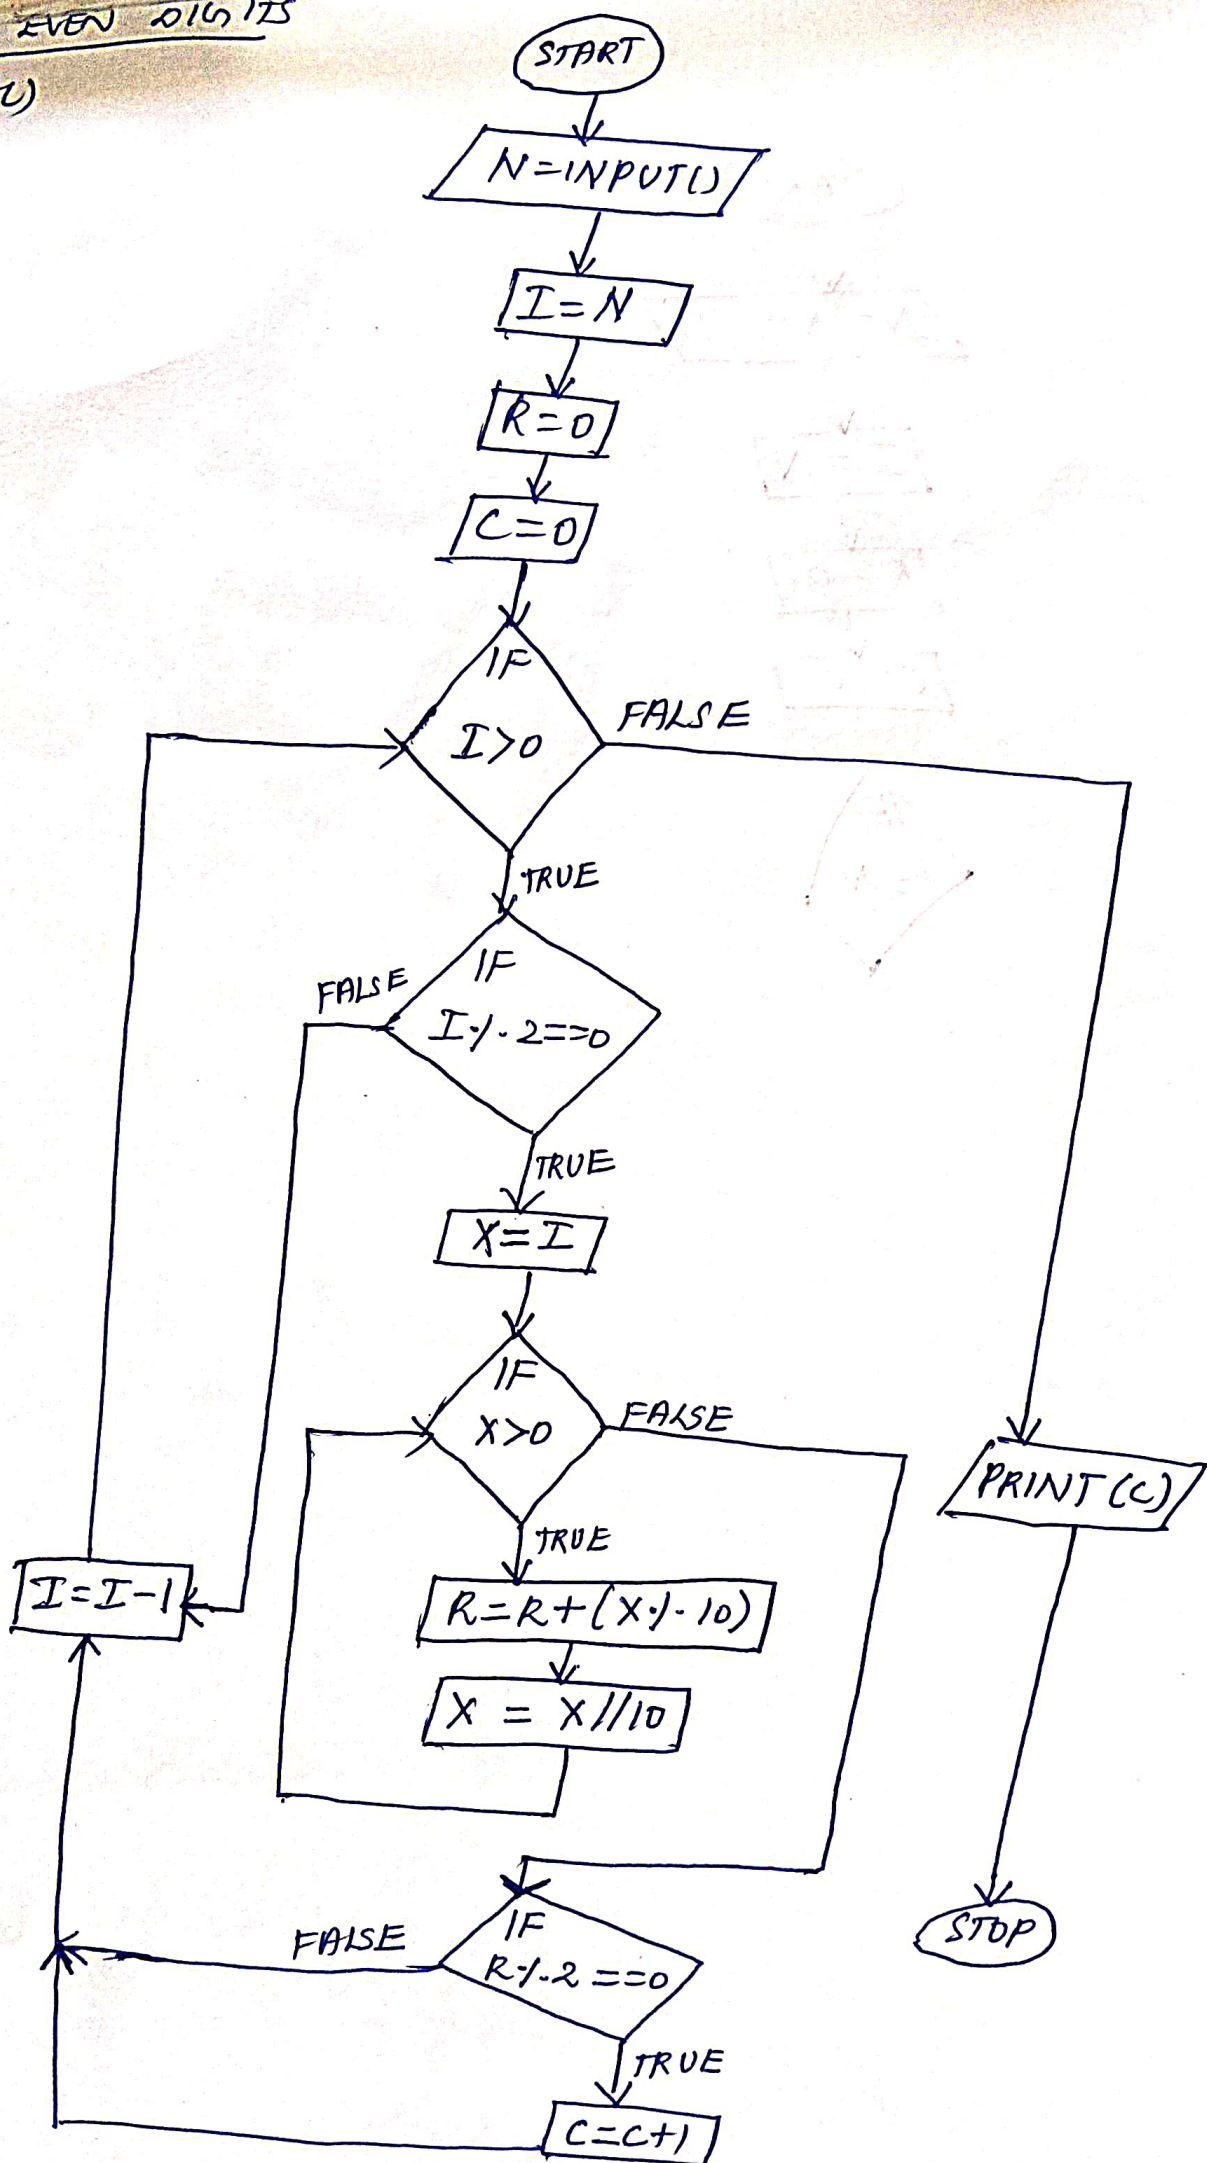 EVEN DIGITS
START
N=INPUT()
I=N
R=0
C=0
IF
I>0
FALSE
TRUE
IF
I%2==0
FALSE
TRUE
X=I
IF
X>0
FALSE
TRUE
R=R+(X%10)
X = X//10
I=I-1
PRINT(C)
IF
R%2==0
FALSE
TRUE
C=C+1
STOP